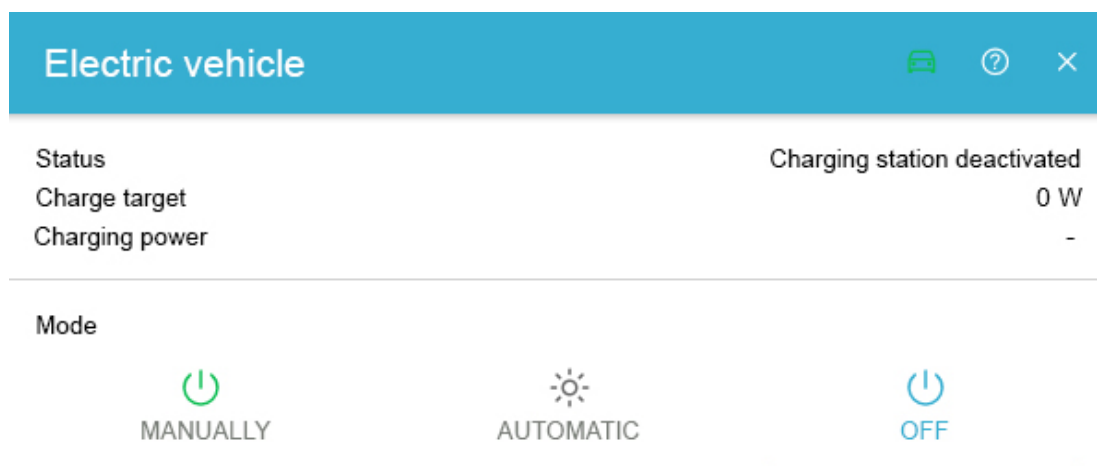 Electric vehicle
Status Charging station deactivated
Charge target 0 W
Charging power -
Mode
MANUALLY AUTOMATIC OFF